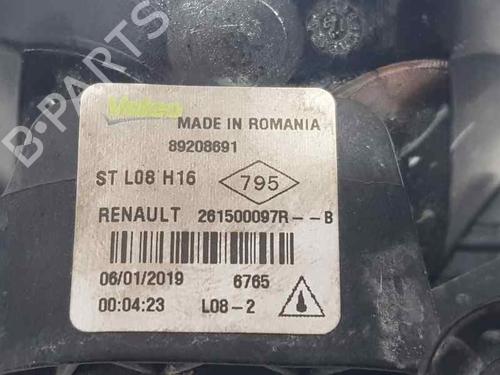 Valeo
MADE IN ROMANIA
89208691
ST L08 H16
795
RENAULT 261500097R--B
06/01/2019 6765
00:04:23 L08-2
B-PARTS